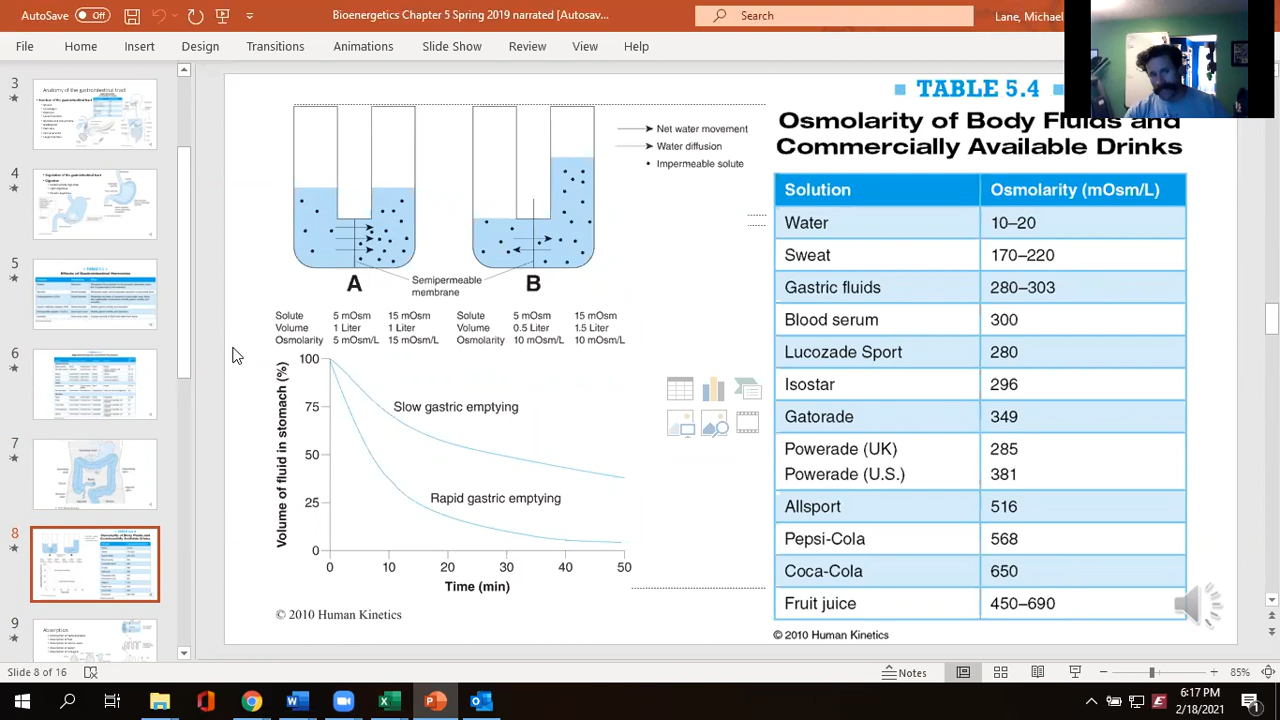 spring 2019 narrated [Autosav...
Search
Lane, Michael
File Home Insert Design Transitions Animations Slide Show Review View Help
3
5
8
9
TABLE 5.4
Osmolarity of Body Fluids and
Commercially Available Drinks
Net water movement
Water diffusion
Impermeable solute
A
B
Semipermeable
membrane
Solute 5 mOsm 15 mOsm Solute 5 mOsm 15 mOsm
Volume 1 Liter 1 Liter Volume 0.5 Liter 1.5 Liter
Osmolarity 5 mOsm/L 15 mOsm/L Osmolarity 10 mOsm/L 10 mOsm/L
Volume of fluid in stomach (%)
100
75
50
25
0
Slow gastric emptying
Rapid gastric emptying
0 10 20 30 40 50
Time (min)
© 2010 Human Kinetics
Solution Osmolarity (mOsm/L)
Water 10–20
Sweat 170–220
Gastric fluids 280–303
Blood serum 300
Lucozade Sport 280
Isostar 296
Gatorade 349
Powerade (UK) 285
Powerade (U.S.) 381
Allsport 516
Pepsi-Cola 568
Coca-Cola 650
Fruit juice 450–690
© 2010 Human Kinetics
Slide 8 of 16
Notes
85%
6:17 PM
2/18/2021